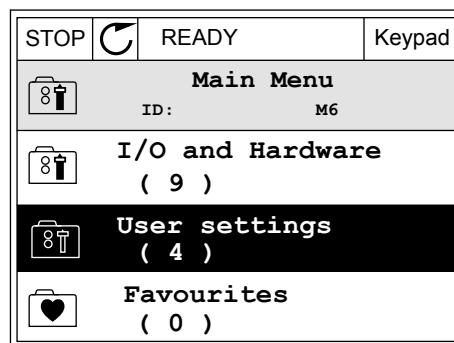 STOP READY Keypad
Main Menu
ID: M6
I/O and Hardware
( 9 )
User settings
( 4 )
Favourites
( 0 )